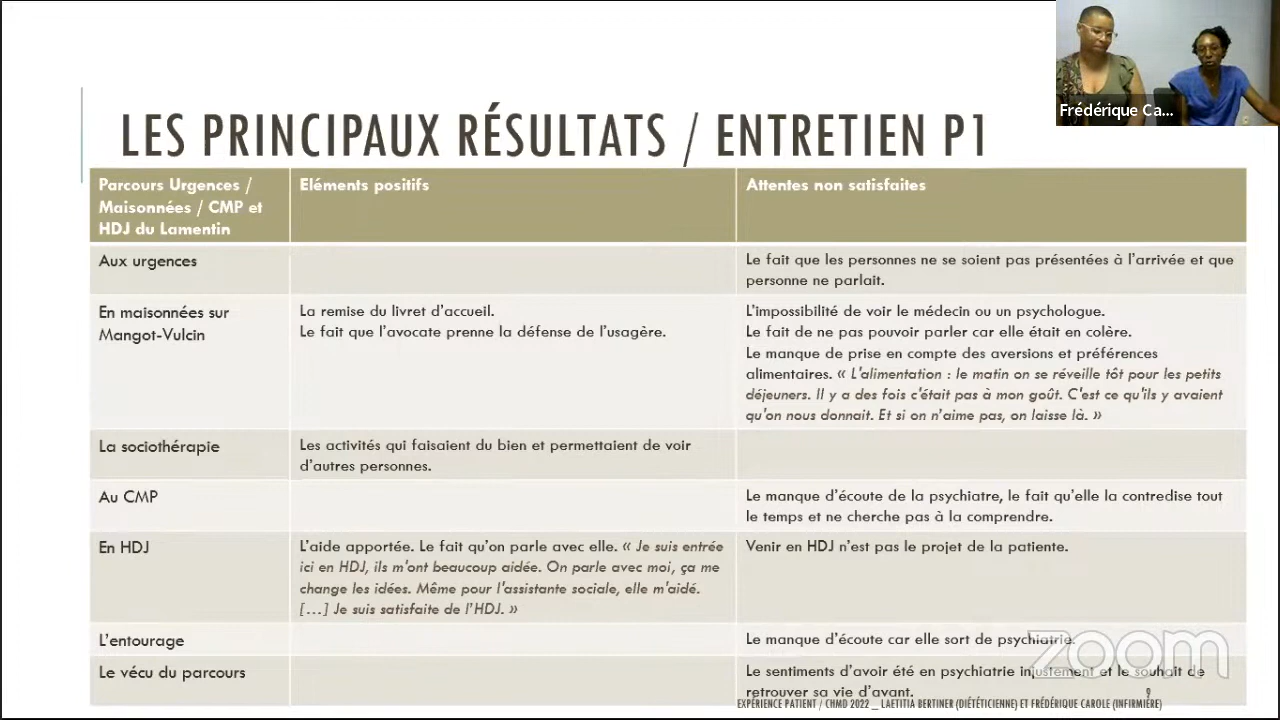 Frédérique Ca...
LES PRINCIPAUX RÉSULTATS / ENTRETIEN P1
Parcours Urgences /
Maisonnées / CMP et
HDJ du Lamentin
Eléments positifs
Attentes non satisfaites
Aux urgences
Le fait que les personnes ne se soient pas présentées à l'arrivée et que
personne ne parlait.
En maisonnées sur
Mangot-Vulcin
La remise du livret d'accueil.
Le fait que l'avocate prenne la défense de l'usagère.
L'impossibilité de voir le médecin ou un psychologue.
Le fait de ne pas pouvoir parler car elle était en colère.
Le manque de prise en compte des aversions et préférences
alimentaires. « L'alimentation : le matin on se réveille tôt pour les petits
déjeuners. Il y a des fois c'était pas à mon goût. C'est ce qu'ils y avaient
qu'on nous donnait. Et si on n'aime pas, on laisse là. »
La sociothérapie
Les activités qui faisaient du bien et permettaient de voir
d'autres personnes.
Au CMP
Le manque d'écoute de la psychiatre, le fait qu'elle la contredise tout
le temps et ne cherche pas à la comprendre.
En HDJ
L'aide apportée. Le fait qu'on parle avec elle. « Je suis entrée
ici en HDJ, ils m'ont beaucoup aidée. On parle avec moi, ça me
change les idées. Même pour l'assistante sociale, elle m'aidé.
[...] Je suis satisfaite de l'HDJ. »
Venir en HDJ n'est pas le projet de la patiente.
L'entourage
Le manque d'écoute car elle sort de psychiatrie.
Le vécu du parcours
Le sentiments d'avoir été en psychiatrie injustement et le souhait de
retrouver sa vie d'avant.
zoom
9
EXPÉRIENCE PATIENT / CHMD 2022 _ LAETITIA BERTINER (DIÉTÉTICIENNE) ET FRÉDÉRIQUE CAROLE (INFIRMIÈRE)